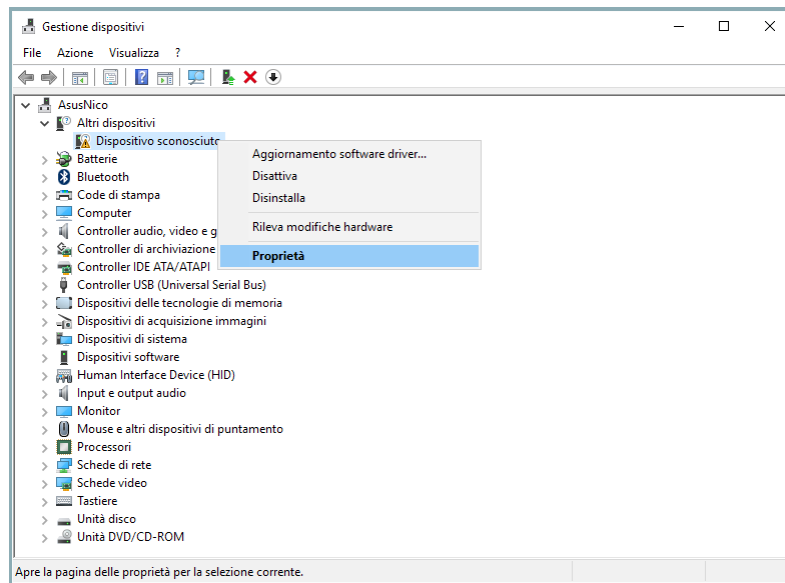 Gestione dispositivi
File Azione Visualizza ?
AsusNico
Altri dispositivi
Dispositivo sconosciuto
Batterie
Bluetooth
Code di stampa
Computer
Controller audio, video e g
Controller di archiviazione
Controller IDE ATA/ATAPI
Controller USB (Universal Serial Bus)
Dispositivi delle tecnologie di memoria
Dispositivi di acquisizione immagini
Dispositivi di sistema
Dispositivi software
Human Interface Device (HID)
Input e output audio
Monitor
Mouse e altri dispositivi di puntamento
Processori
Schede di rete
Schede video
Tastiere
Unità disco
Unità DVD/CD-ROM
Aggiornamento software driver...
Disattiva
Disinstalla
Rileva modifiche hardware
Proprietà
Apre la pagina delle proprietà per la selezione corrente.